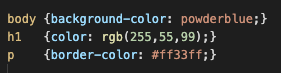 body {background-color: powderblue;}
h1   {color: rgb(255,55,99);}
p    {border-color: #ff33ff;}